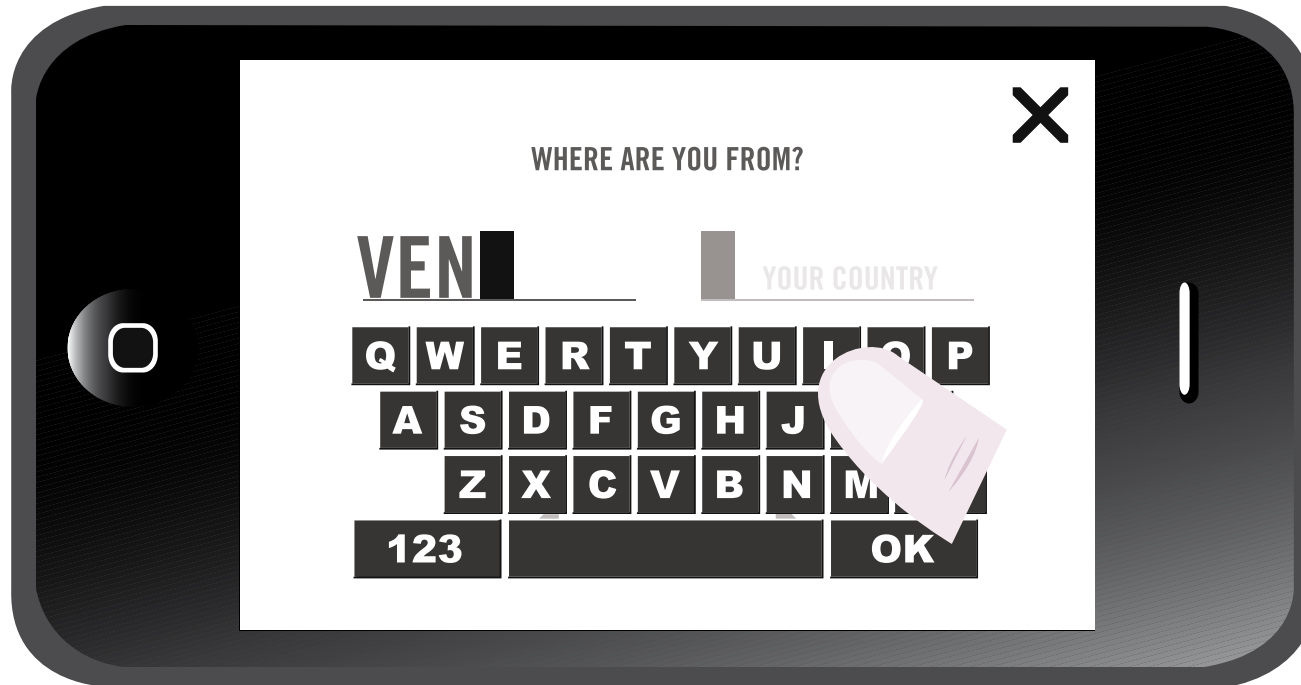 WHERE ARE YOU FROM?
VEN YOUR COUNTRY
Q W E R T Y U I O P
A S D F G H J
Z X C V B N M
123 OK